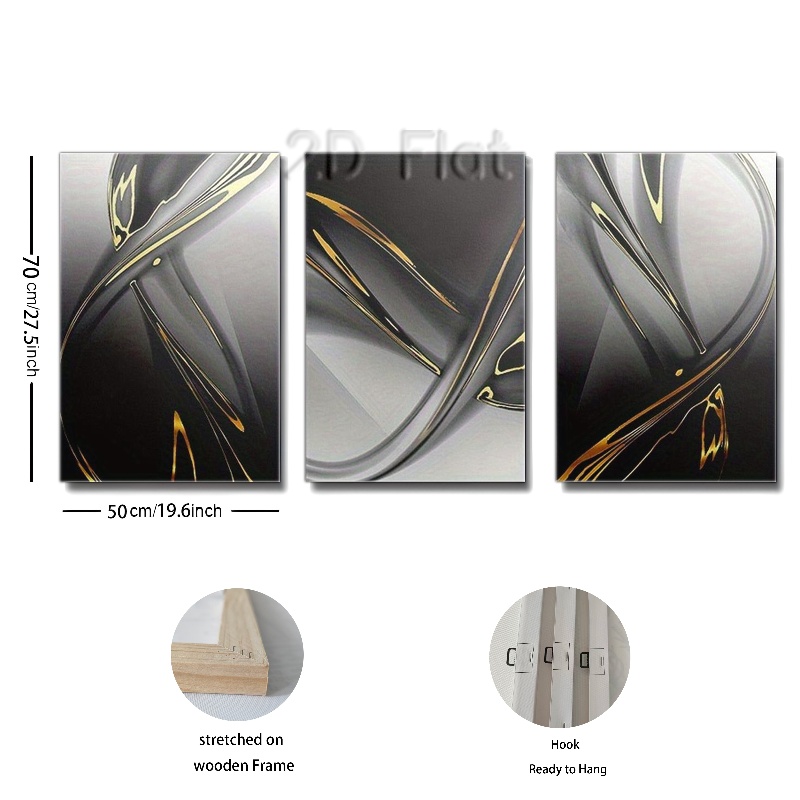 2D Flat
70 cm/27.5inch
50cm/19.6inch
stretched on
wooden Frame
Hook
Ready to Hang